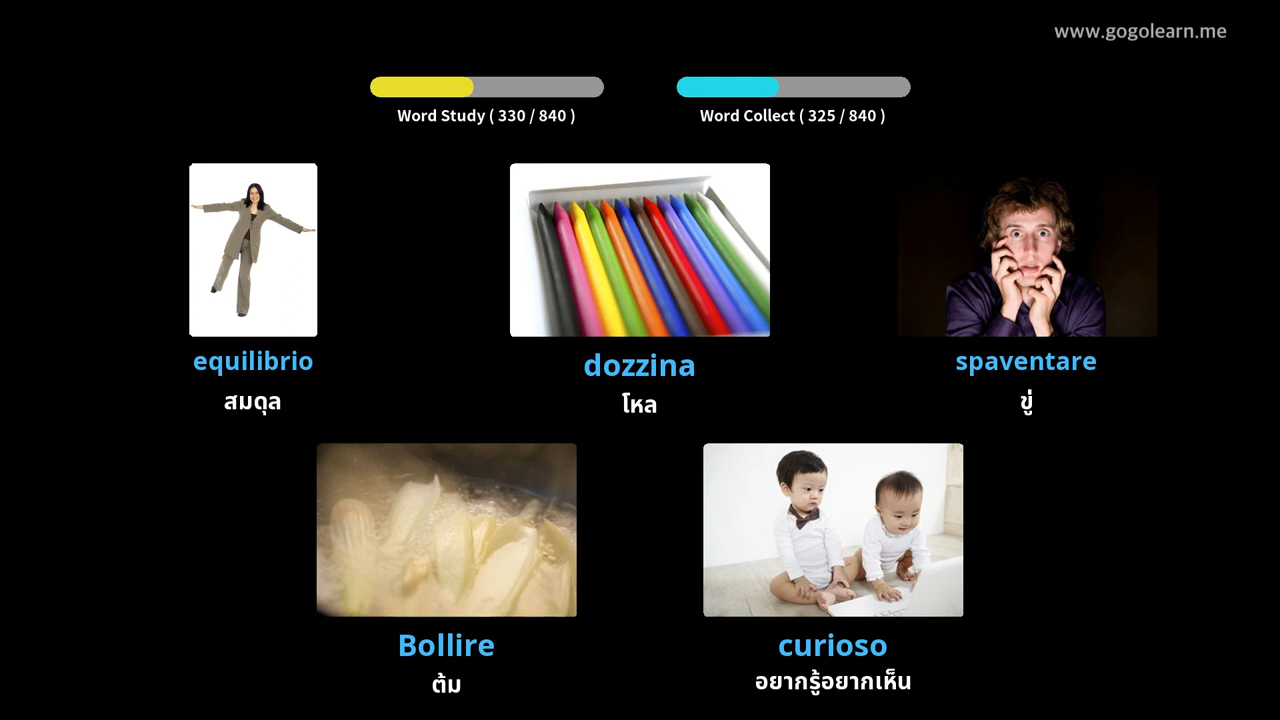 www.gogolearn.me
Word Study ( 330 / 840 )
Word Collect ( 325 / 840 )
equilibrio
สมดุล
dozzina
โหล
spaventare
ขู่
Bollire
ต้ม
curioso
อยากรู้อยากเห็น